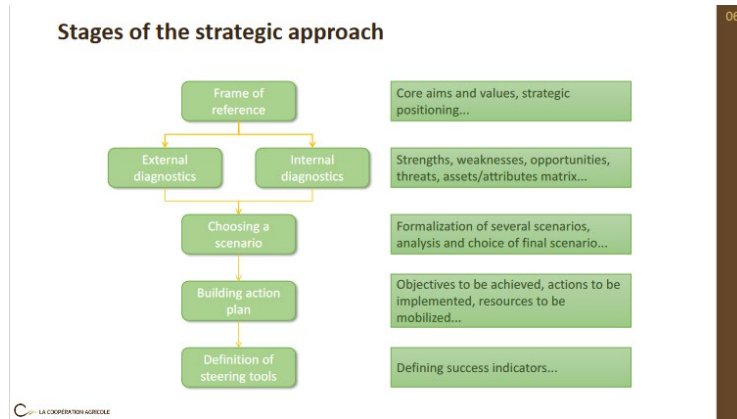 06
Stages of the strategic approach
Frame of
reference
Core aims and values, strategic
positioning...
External
diagnostics
Internal
diagnostics
Strengths, weaknesses, opportunities,
threats, assets/attributes matrix...
Choosing a
scenario
Formalization of several scenarios,
analysis and choice of final scenario...
Building action
plan
Objectives to be achieved, actions to be
implemented, resources to be
mobilized...
Definition of
steering tools
Defining success indicators...
LA COOPÉRATION AGRICOLE